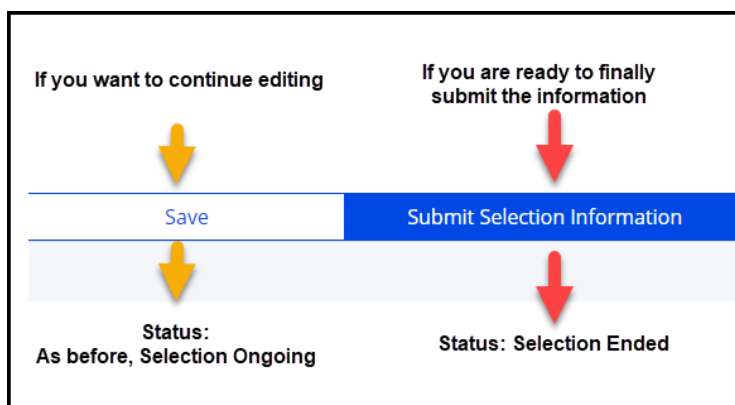 If you want to continue editing
If you are ready to finally
submit the information
Save
Submit Selection Information
Status:
As before, Selection Ongoing
Status: Selection Ended